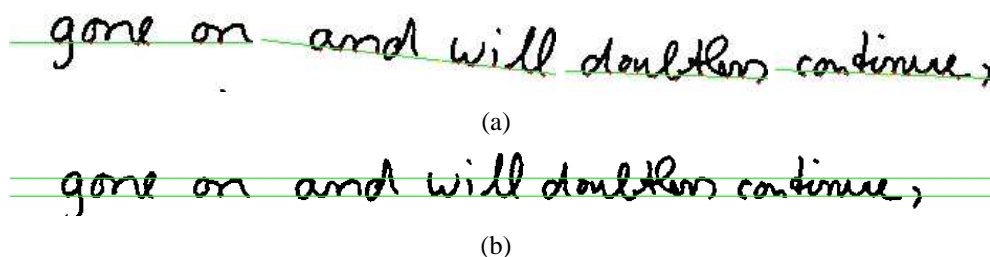 gone on and will doubtless continue,
(a)
gone on and will doubtless continue,
(b)